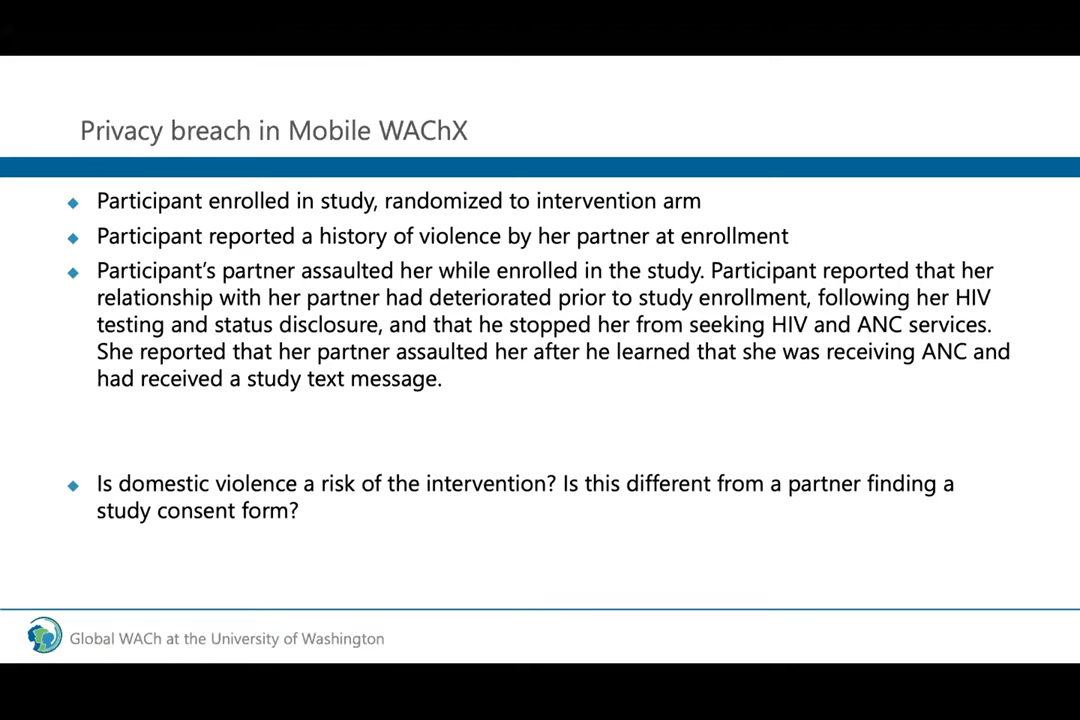 Privacy breach in Mobile WAChX
Participant enrolled in study, randomized to intervention arm
Participant reported a history of violence by her partner at enrollment
Participant's partner assaulted her while enrolled in the study. Participant reported that her
relationship with her partner had deteriorated prior to study enrollment, following her HIV
testing and status disclosure, and that he stopped her from seeking HIV and ANC services.
She reported that her partner assaulted her after he learned that she was receiving ANC and
had received a study text message.
Is domestic violence a risk of the intervention? Is this different from a partner finding a
study consent form?
Global WACh at the University of Washington